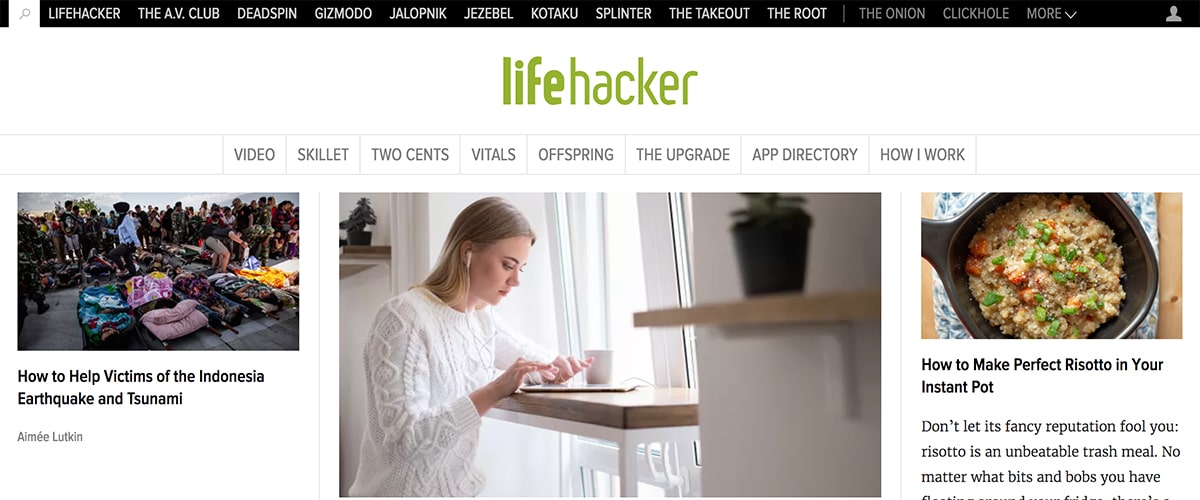 LIFEHACKER THE A.V. CLUB DEADSPIN GIZMODO JALOPNIK JEZEBEL KOTAKU SPLINTER THE TAKEOUT THE ROOT THE ONION CLICKHOLE MORE
lifehacker
VIDEO SKILLET TWO CENTS VITALS OFFSPRING THE UPGRADE APP DIRECTORY HOW I WORK
How to Help Victims of the Indonesia
Earthquake and Tsunami
Aimée Lutkin
How to Make Perfect Risotto in Your
Instant Pot
Don't let its fancy reputation fool you:
risotto is an unbeatable trash meal. No
matter what bits and bobs you have